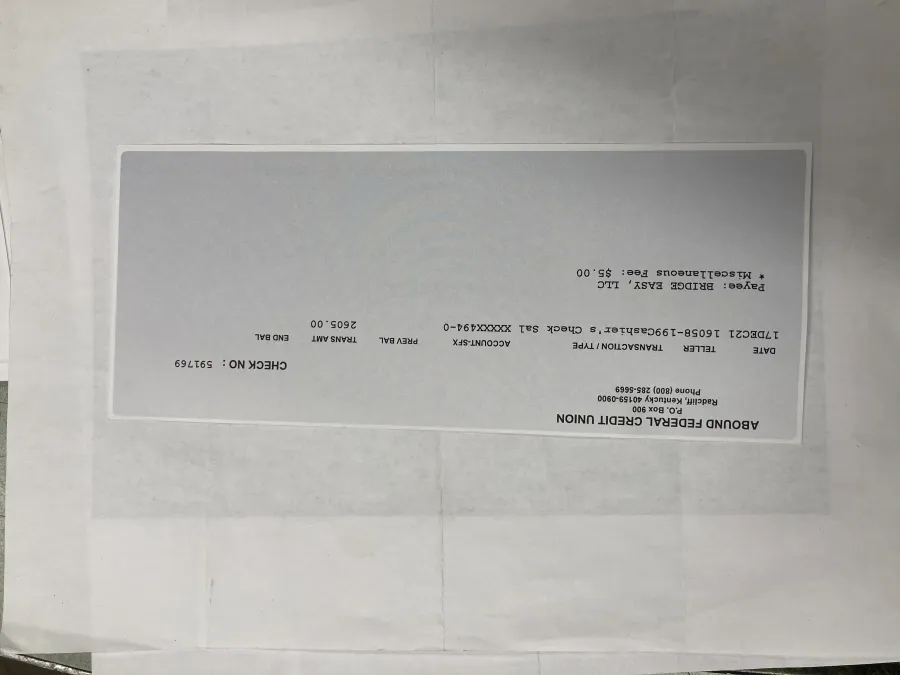 ABOUND FEDERAL CREDIT UNION
P.O. Box 900
Radcliff, Kentucky 40159-0900
Phone (800) 285-5669
CHECK NO : 591769
DATE TELLER TRANSACTION / TYPE ACCOUNT-SFX PREV BAL TRANS AMT END BAL
17DEC21 16058-199Cashier's Check Sal XXXXX494-0 2605.00
Payee: BRIDGE EASY, LLC
* Miscellaneous Fee: $5.00